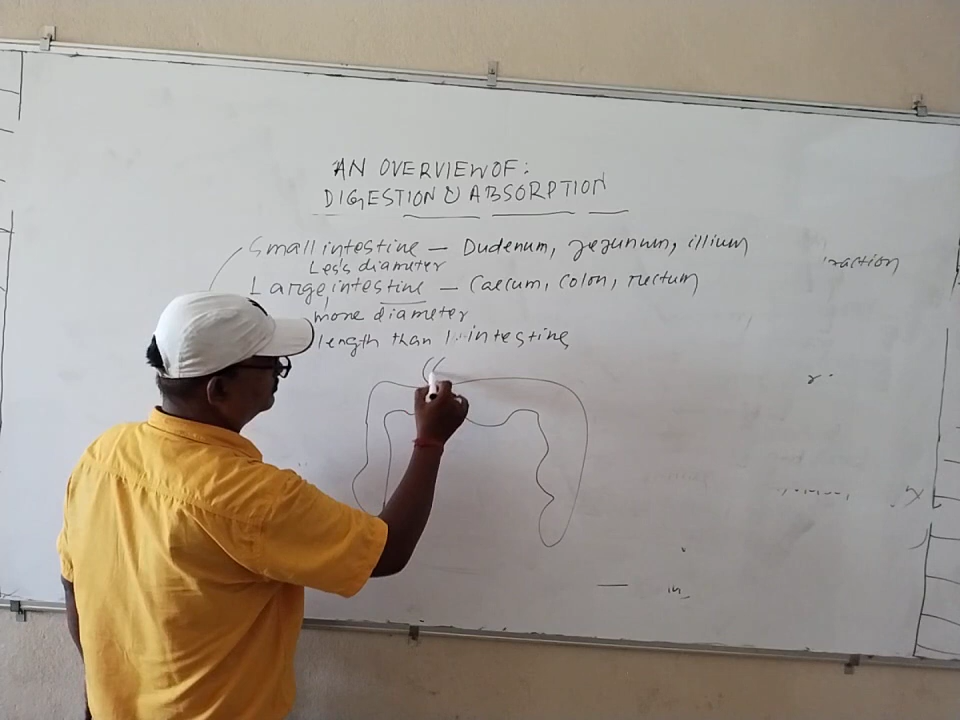 AN OVERVIEW OF:
DIGESTION & ABSORPTION
Small intestine — Dudenum, jejunum, illium
Less diameter
Large intestine — Caecum, Colon, rectum
more diameter
length than intestine
raction